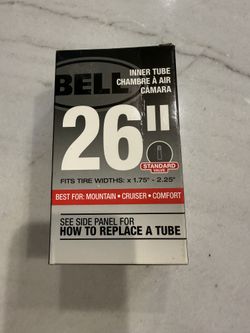 BELL
INNER TUBE
CHAMBRE À AIR
CÁMARA
26"
STANDARD
VALVE
FITS TIRE WIDTHS: x 1.75" - 2.25"
BEST FOR: MOUNTAIN • CRUISER • COMFORT
SEE SIDE PANEL FOR
HOW TO REPLACE A TUBE